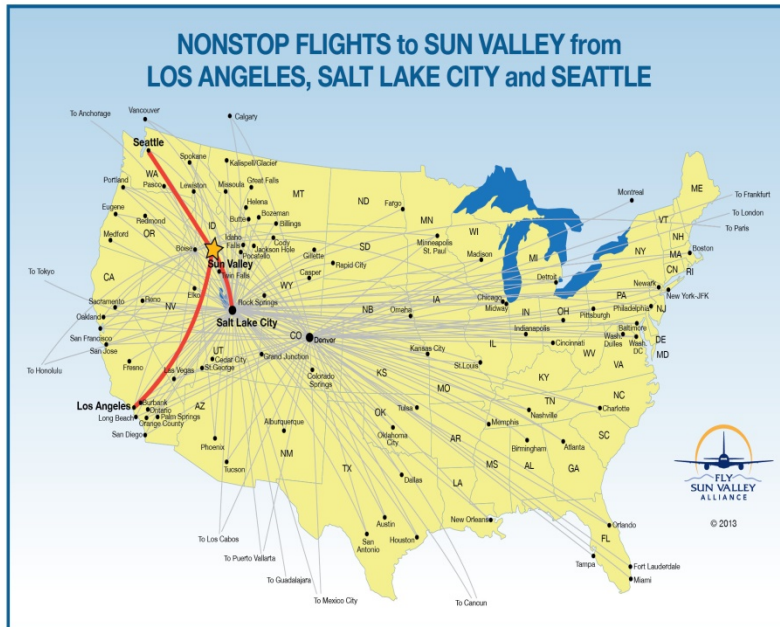 NONSTOP FLIGHTS to SUN VALLEY from
LOS ANGELES, SALT LAKE CITY and SEATTLE
To Anchorage
Vancouver
Calgary
Seattle
Spokane
Kalispell/Glacier
WA
Portland
Pasco
Lewiston
Missoula
Great Falls
MT
ND
Fargo
MN
Montreal
ME
To Frankfurt
To London
To Paris
VT
NH
Eugene
Redmond
OR
Medford
ID
Helena
Butte
Bozeman
Billings
Boise
Idaho
Falls
Cody
Jackson Hole
Pocatello
Gillette
Rapid City
SD
Minneapolis
St. Paul
WI
Madison
MI
Detroit
NY
MA
Boston
CN
RI
Sun Valley
Twin Falls
Casper
WY
To Tokyo
CA
Sacramento
Reno
NV
Elko
Rock Springs
Salt Lake City
NB
Omaha
IA
Chicago
Midway
IN
OH
PA
Newark
New York-JFK
Philadelphia
NJ
Pittsburgh
Baltimore
Wash
Dulles
Wash
DC
DE
MD
Oakland
San Francisco
San Jose
To Honolulu
Fresno
UT
Cedar City
St George
Las Vegas
Grand Junction
CO
Denver
Colorado
Springs
KS
Kansas City
St.Louis
MO
IL
Indianapolis
Cincinnati
WV
VA
KY
Los Angeles
Burbank
Ontario
Long Beach
Palm Springs
Orange County
San Diego
AZ
Phoenix
Tucson
Alburquerque
NM
OK
Tulsa
Oklahoma
City
AR
Memphis
TN
Nashville
NC
Charlotte
SC
Birmingham
Atlanta
MS
AL
GA
TX
Dallas
LA
Austin
San
Antonio
Houston
New Orleans
FL
Orlando
Tampa
Fort Lauderdale
Miami
To Los Cabos
To Puerto Vallarta
To Guadalajara
To Mexico City
To Cancun
FLY
SUN VALLEY
ALLIANCE
© 2013